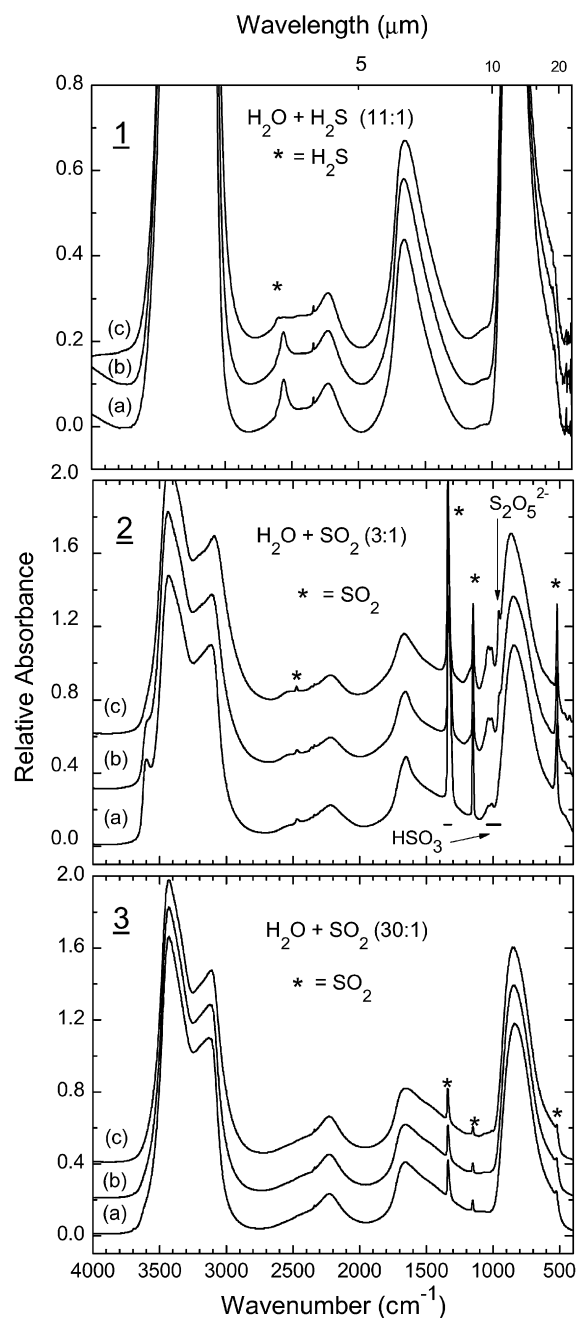 Wavelength (μm)
5 10 20
0.8
1
H₂O + H₂S (11:1)
* = H₂S
0.6
0.4
*
0.2
(c)
(b)
(a)
0.0
2.0
2
H₂O + SO₂ (3:1)
* = SO₂
S₂O₅²⁻
*
*
*
*
1.6
1.2
0.8
0.4
0.0
(c)
(b)
(a)
HSO₃
Relative Absorbance
2.0
3
H₂O + SO₂ (30:1)
* = SO₂
1.6
1.2
0.8
* * *
(c)
0.4
(b)
(a)
0.0
4000 3500 3000 2500 2000 1500 1000 500
Wavenumber (cm⁻¹)